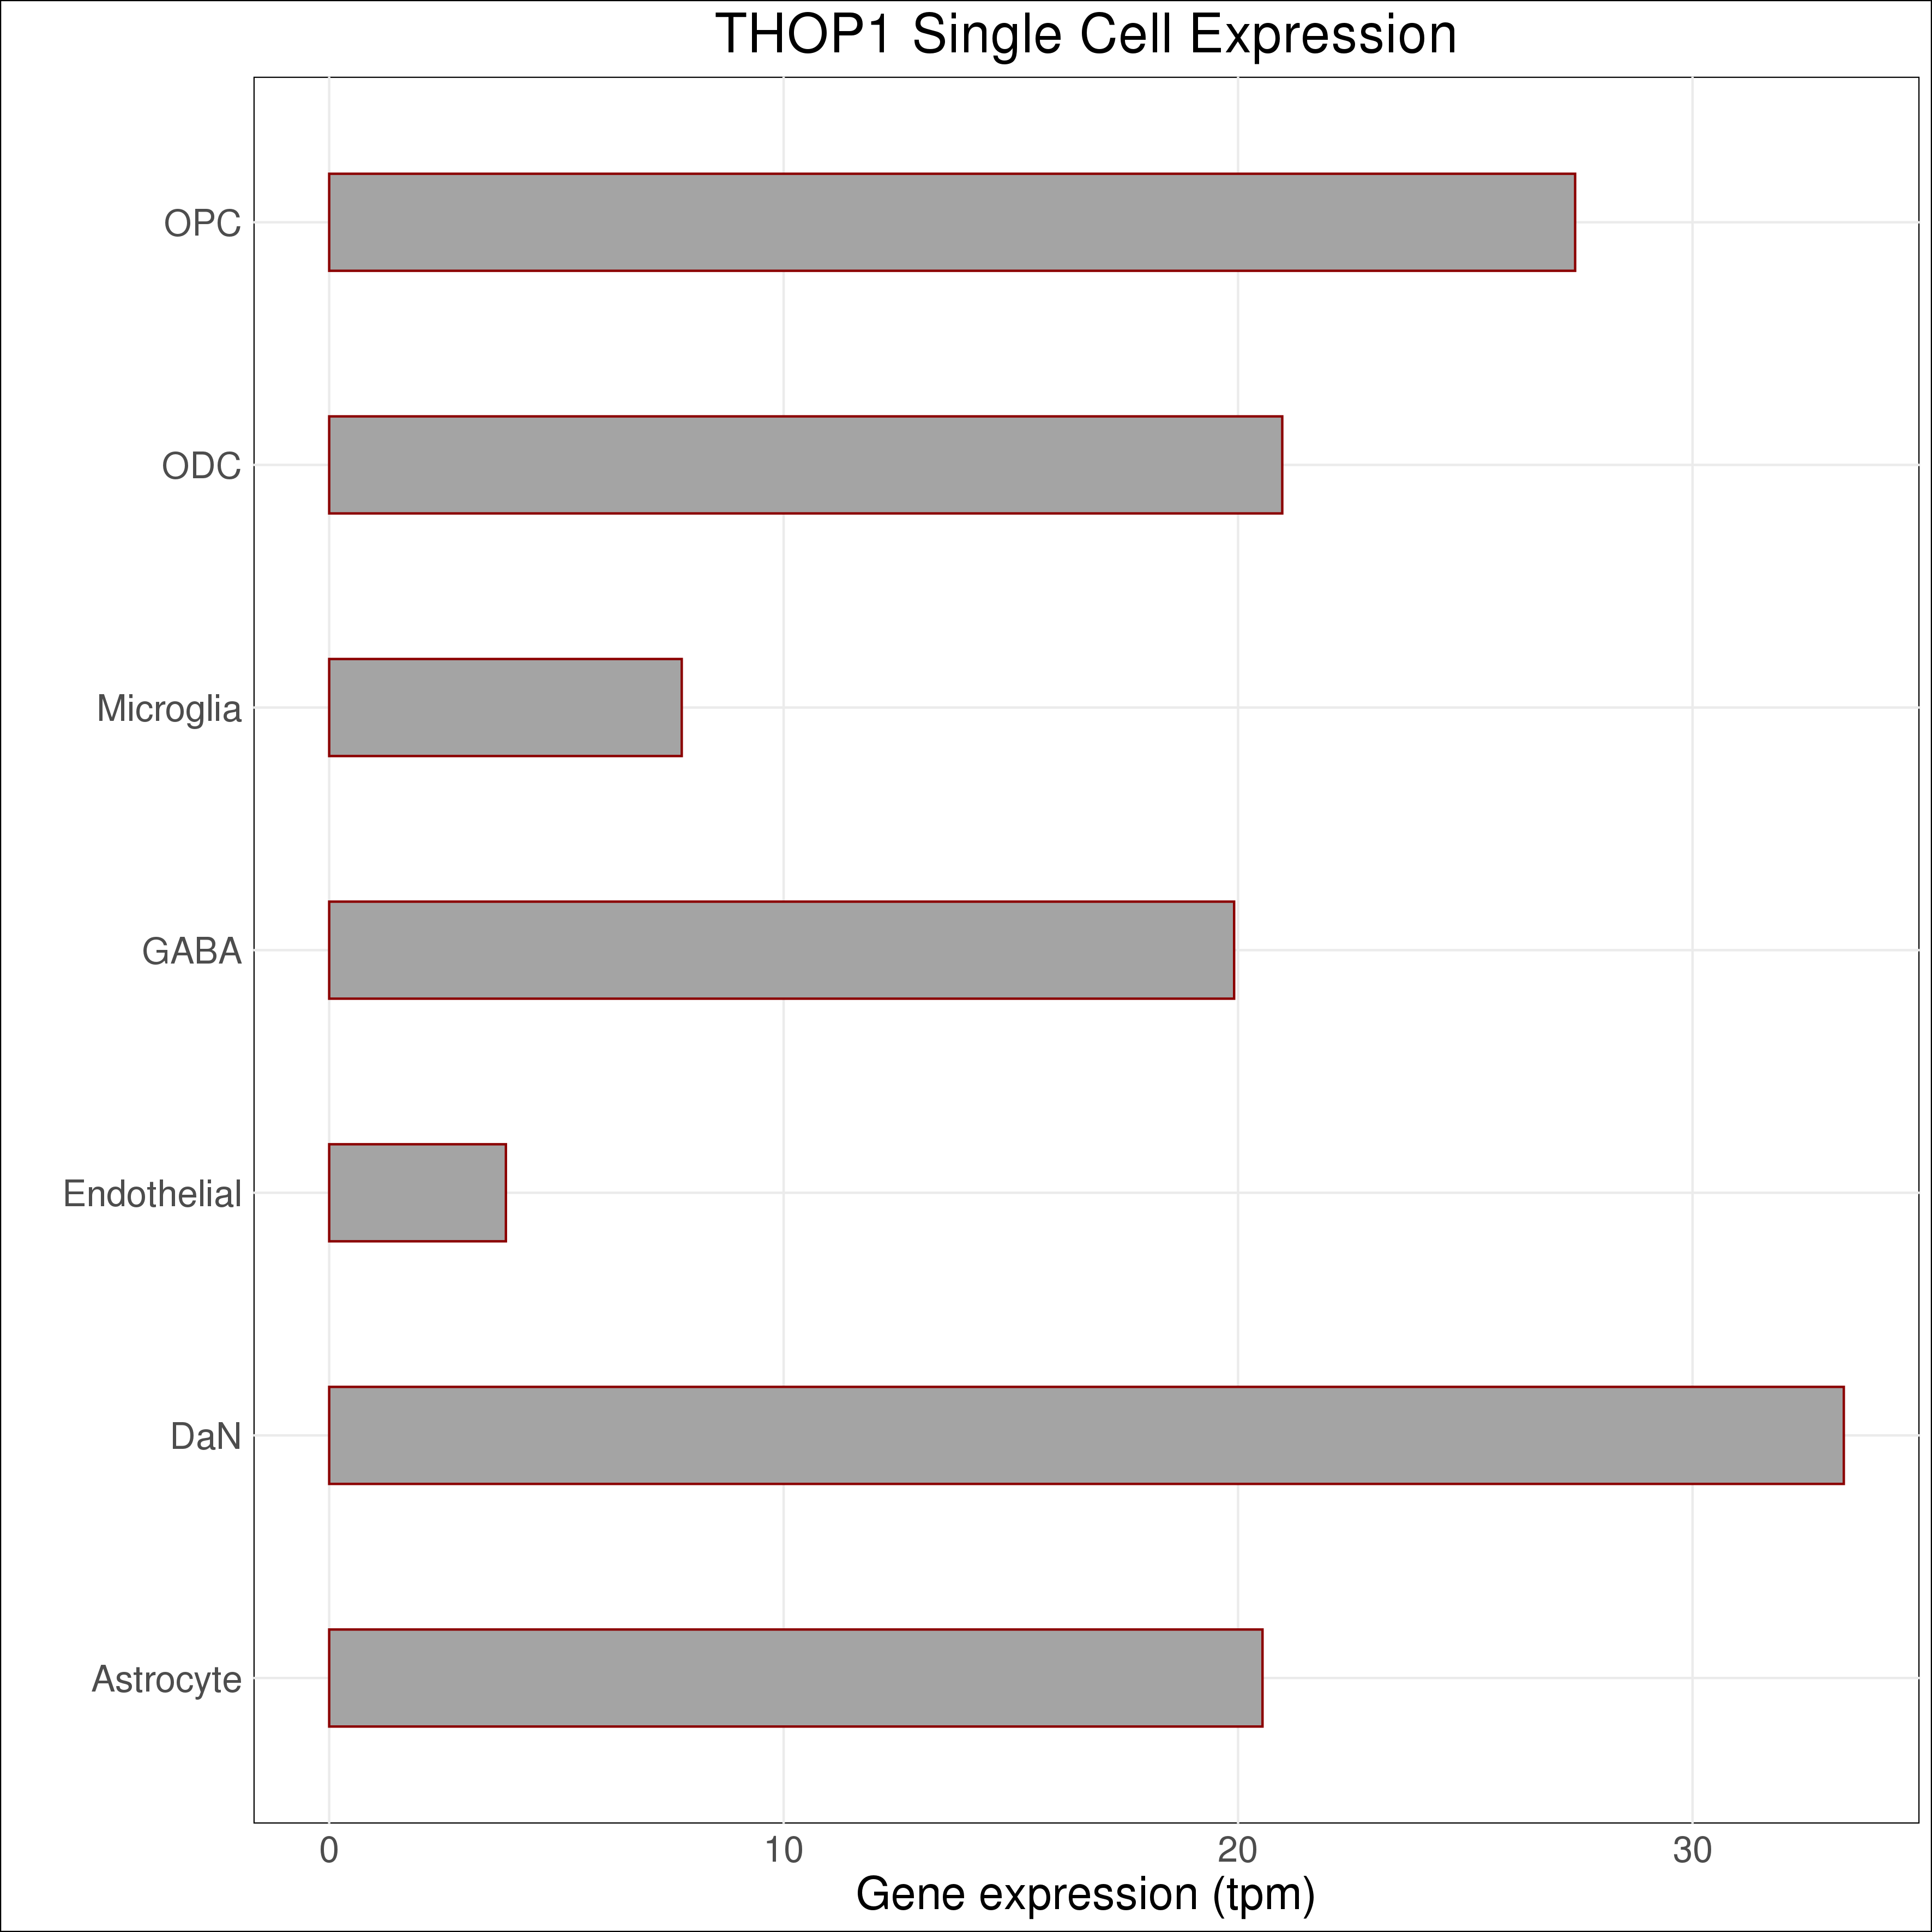 THOP1 Single Cell Expression
OPC
ODC
Microglia
GABA
Endothelial
DaN
Astrocyte
0 10 20 30
Gene expression (tpm)